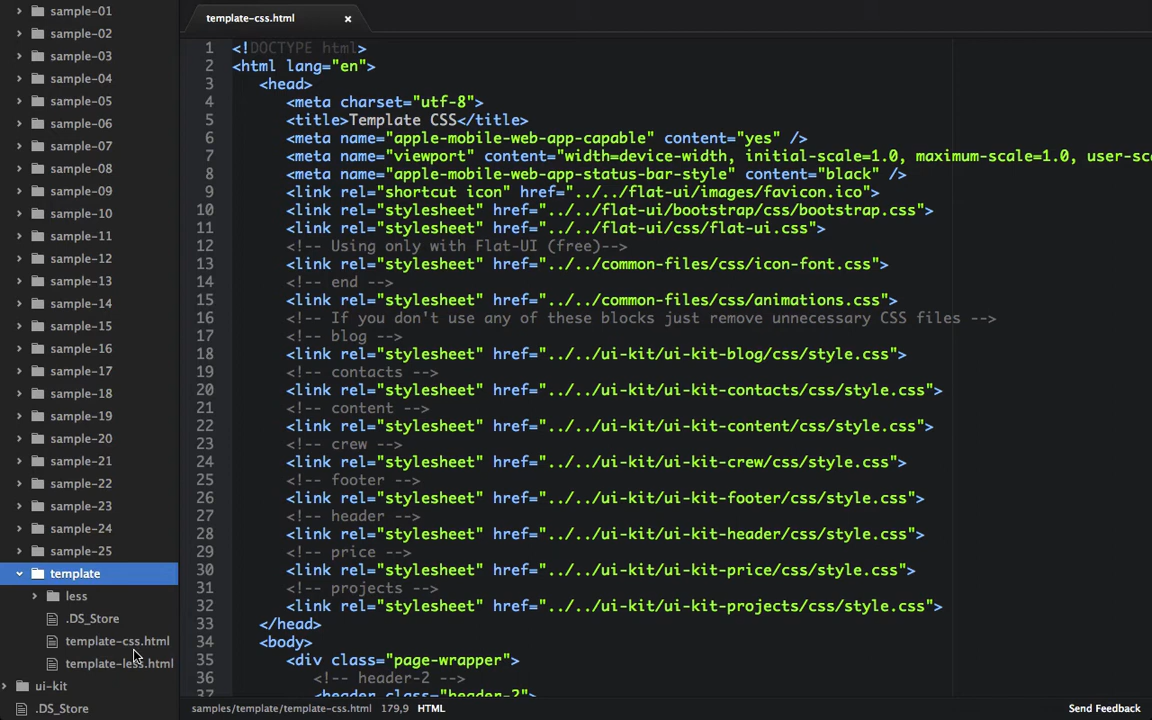 sample-01
sample-02
sample-03
sample-04
sample-05
sample-06
sample-07
sample-08
sample-09
sample-10
sample-11
sample-12
sample-13
sample-14
sample-15
sample-16
sample-17
sample-18
sample-19
sample-20
sample-21
sample-22
sample-23
sample-24
sample-25
template
less
.DS_Store
template-css.html
template-less.html
ui-kit
.DS_Store
template-css.html ×
1 <!DOCTYPE html>
2 <html lang="en">
3 <head>
4 <meta charset="utf-8">
5 <title>Template CSS</title>
6 <meta name="apple-mobile-web-app-capable" content="yes" />
7 <meta name="viewport" content="width=device-width, initial-scale=1.0, maximum-scale=1.0, user-sc
8 <meta name="apple-mobile-web-app-status-bar-style" content="black" />
9 <link rel="shortcut icon" href="../../flat-ui/images/favicon.ico">
10 <link rel="stylesheet" href="../../flat-ui/bootstrap/css/bootstrap.css">
11 <link rel="stylesheet" href="../../flat-ui/css/flat-ui.css">
12 <!-- Using only with Flat-UI (free)-->
13 <link rel="stylesheet" href="../../common-files/css/icon-font.css">
14 <!-- end -->
15 <link rel="stylesheet" href="../../common-files/css/animations.css">
16 <!-- If you don't use any of these blocks just remove unnecessary CSS files -->
17 <!-- blog -->
18 <link rel="stylesheet" href="../../ui-kit/ui-kit-blog/css/style.css">
19 <!-- contacts -->
20 <link rel="stylesheet" href="../../ui-kit/ui-kit-contacts/css/style.css">
21 <!-- content -->
22 <link rel="stylesheet" href="../../ui-kit/ui-kit-content/css/style.css">
23 <!-- crew -->
24 <link rel="stylesheet" href="../../ui-kit/ui-kit-crew/css/style.css">
25 <!-- footer -->
26 <link rel="stylesheet" href="../../ui-kit/ui-kit-footer/css/style.css">
27 <!-- header -->
28 <link rel="stylesheet" href="../../ui-kit/ui-kit-header/css/style.css">
29 <!-- price -->
30 <link rel="stylesheet" href="../../ui-kit/ui-kit-price/css/style.css">
31 <!-- projects -->
32 <link rel="stylesheet" href="../../ui-kit/ui-kit-projects/css/style.css">
33 </head>
34 <body>
35 <div class="page-wrapper">
36 <!-- header-2 -->
37 <header class="header-2">
samples/template/template-css.html 179,9 HTML
Send Feedback